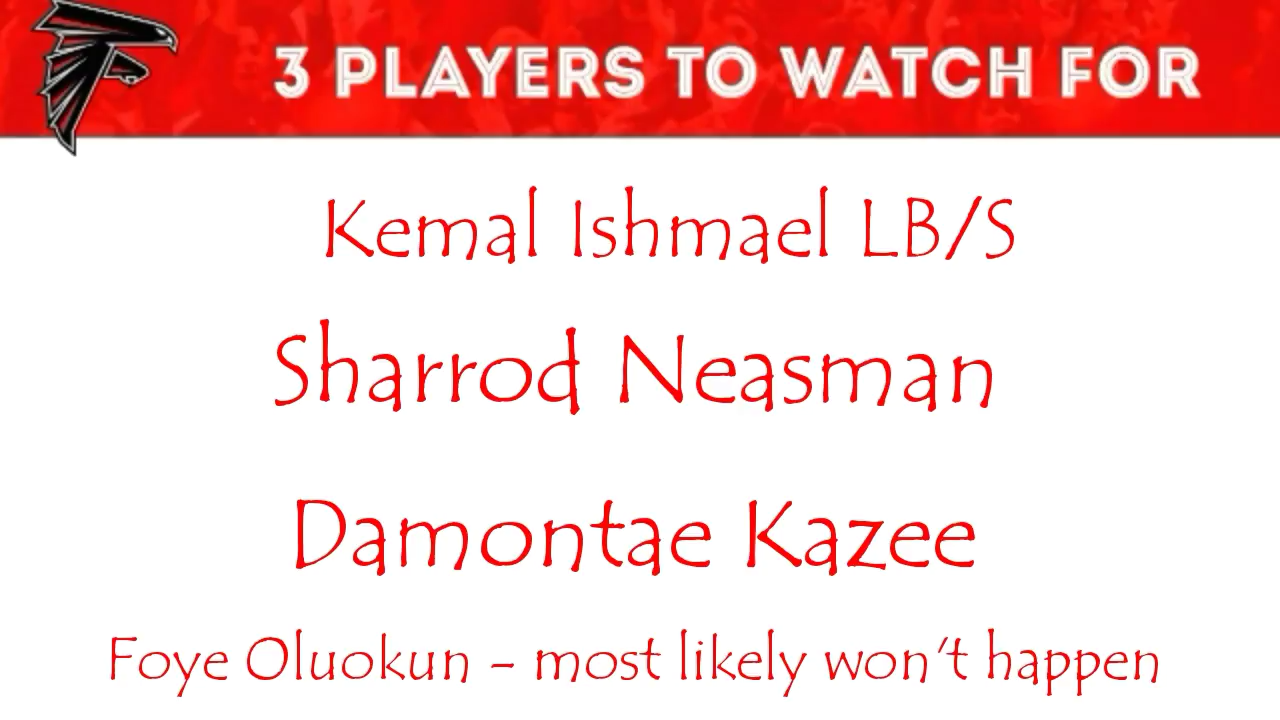 3 PLAYERS TO WATCH FOR
Kemal Ishmael LB/S
Sharrod Neasman
Damontae Kazee
Foye Oluokun - most likely won't happen